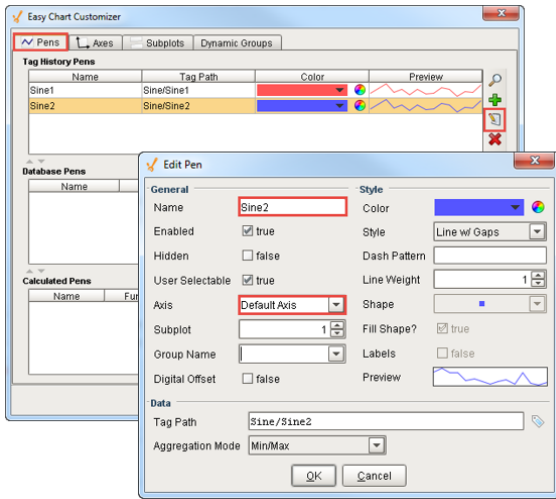 Easy Chart Customizer
Pens Axes Subplots Dynamic Groups
Tag History Pens
Name Tag Path Color Preview
Sine1 Sine/Sine1
Sine2 Sine/Sine2
Database Pens
Name
Calculated Pens
Name Fun
Edit Pen
General
Name Sine2
Enabled true
Hidden false
User Selectable true
Axis Default Axis
Subplot 1
Group Name
Digital Offset false
Style
Color
Style Line w/ Gaps
Dash Pattern
Line Weight 1
Shape
Fill Shape? true
Labels false
Preview
Data
Tag Path Sine/Sine2
Aggregation Mode Min/Max
OK Cancel